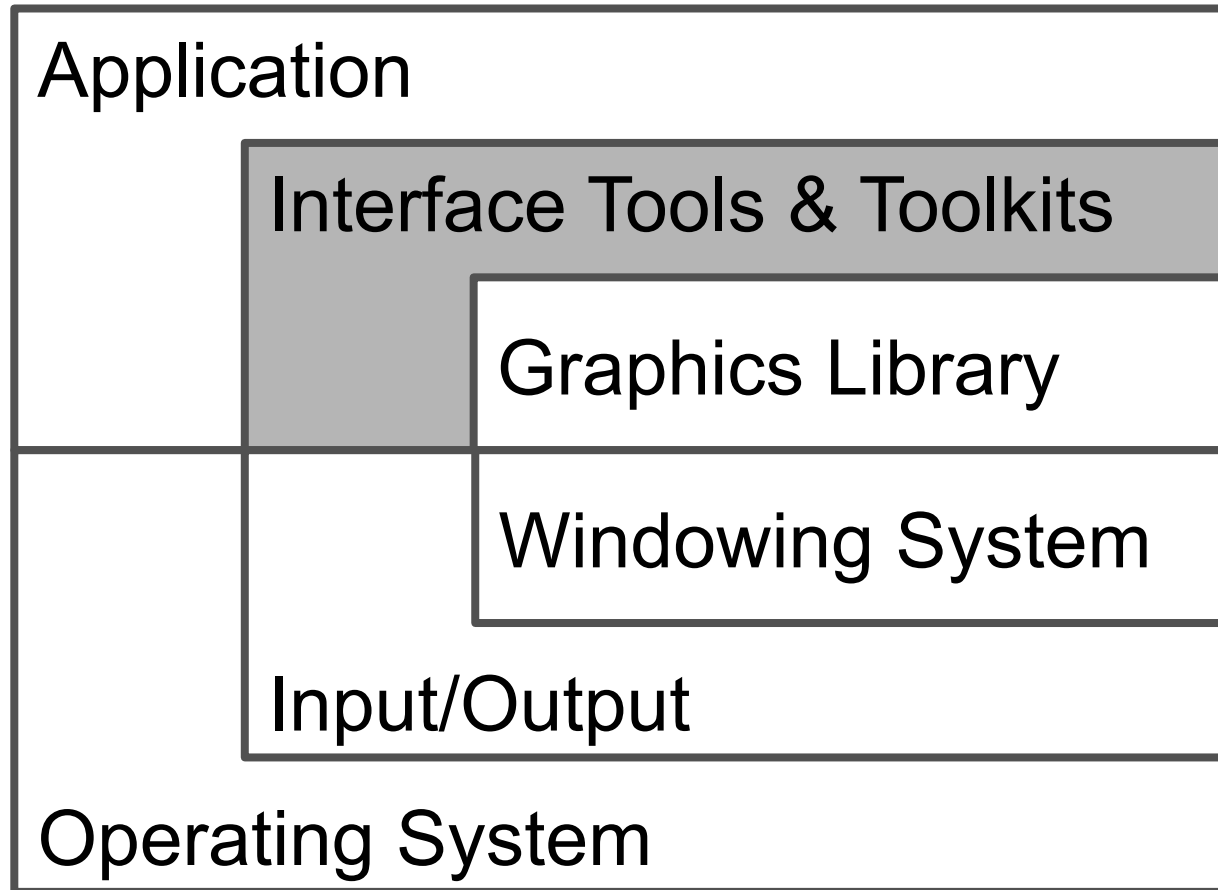 Application
Interface Tools & Toolkits
Graphics Library
Windowing System
Input/Output
Operating System